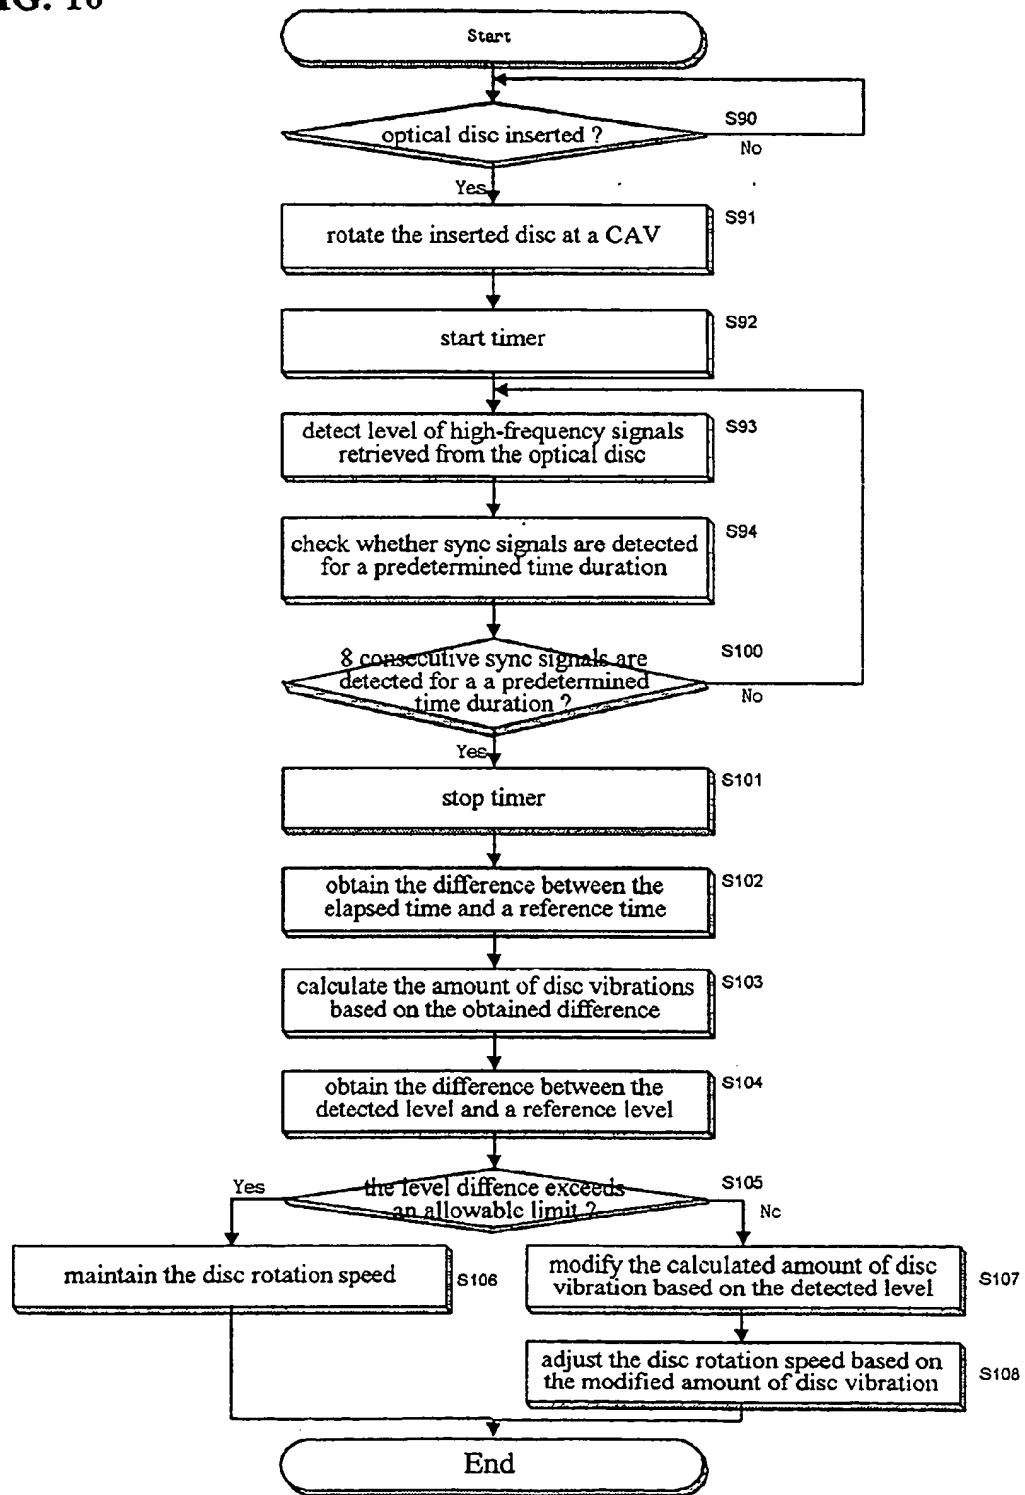 Start
optical disc inserted ?
S90
No
Yes
rotate the inserted disc at a CAV
S91
start timer
S92
detect level of high-frequency signals
retrieved from the optical disc
S93
check whether sync signals are detected
for a predetermined time duration
S94
8 consecutive sync signals are
detected for a a predetermined
time duration ?
S100
No
Yes
stop timer
S101
obtain the difference between the
elapsed time and a reference time
S102
calculate the amount of disc vibrations
based on the obtained difference
S103
obtain the difference between the
detected level and a reference level
S104
the level diffence exceeds
an allowable limit ?
S105
Yes
No
maintain the disc rotation speed
S106
modify the calculated amount of disc
vibration based on the detected level
S107
adjust the disc rotation speed based on
the modified amount of disc vibration
S108
End